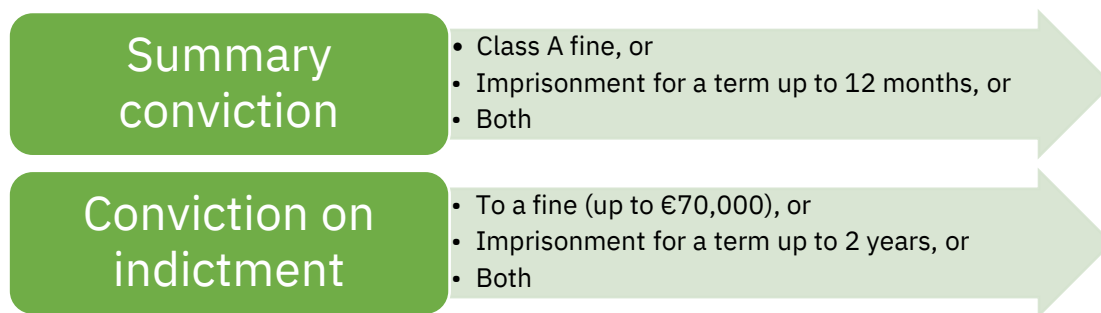 Summary
conviction
• Class A fine, or
• Imprisonment for a term up to 12 months, or
• Both
Conviction on
indictment
• To a fine (up to €70,000), or
• Imprisonment for a term up to 2 years, or
• Both